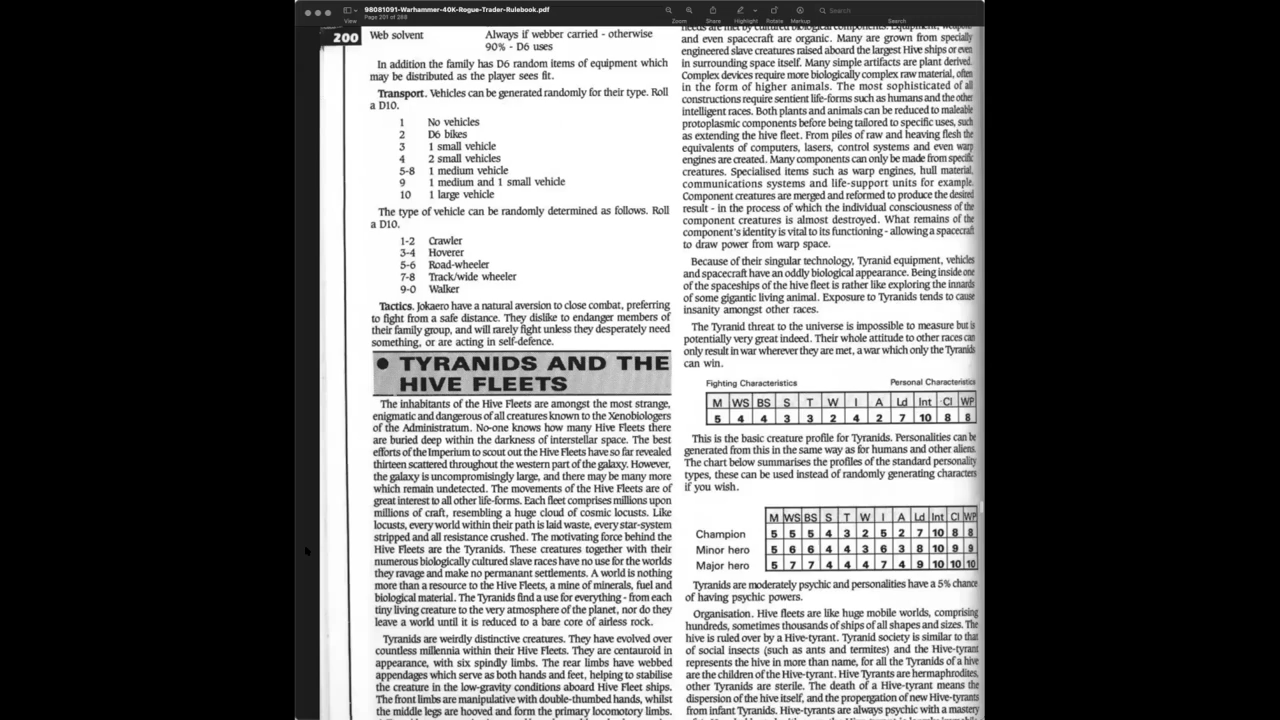 98081091-Warhammer-40K-Rogue-Trader-Rulebook.pdf
Page 201 of 288
View
Zoom
Share
Highlight
Rotate
Markup
Search
Search
200
Web solvent Always if webber carried - otherwise
90% - D6 uses
In addition the family has D6 random items of equipment which
may be distributed as the player sees fit.
Transport. Vehicles can be generated randomly for their type. Roll
a D10.
1 No vehicles
2 D6 bikes
3 1 small vehicle
4 2 small vehicles
5-8 1 medium vehicle
9 1 medium and 1 small vehicle
10 1 large vehicle
The type of vehicle can be randomly determined as follows. Roll
a D10.
1-2 Crawler
3-4 Hoverer
5-6 Road-wheeler
7-8 Track/wide wheeler
9-0 Walker
Tactics. Jokaero have a natural aversion to close combat, preferring
to fight from a safe distance. They dislike to endanger members of
their family group, and will rarely fight unless they desperately need
something, or are acting in self-defence.
• TYRANIDS AND THE
HIVE FLEETS
The inhabitants of the Hive Fleets are amongst the most strange,
enigmatic and dangerous of all creatures known to the Xenobiologers
of the Administratum. No-one knows how many Hive Fleets there
are buried deep within the darkness of interstellar space. The best
efforts of the Imperium to scout out the Hive Fleets have so far revealed
thirteen scattered throughout the western part of the galaxy. However,
the galaxy is uncompromisingly large, and there may be many more
which remain undetected. The movements of the Hive Fleets are of
great interest to all other life-forms. Each fleet comprises millions upon
millions of craft, resembling a huge cloud of cosmic locusts. Like
locusts, every world within their path is laid waste, every star-system
stripped and all resistance crushed. The motivating force behind the
Hive Fleets are the Tyranids. These creatures together with their
numerous biologically cultured slave races have no use for the worlds
they ravage and make no permanant settlements. A world is nothing
more than a resource to the Hive Fleets, a mine of minerals, fuel and
biological material. The Tyranids find a use for everything - from each
tiny living creature to the very atmosphere of the planet, nor do they
leave a world until it is reduced to a bare core of airless rock.
Tyranids are weirdly distinctive creatures. They have evolved over
countless millennia within their Hive Fleets. They are centauroid in
appearance, with six spindly limbs. The rear limbs have webbed
appendages which serve as both hands and feet, helping to stabilise
the creature in the low-gravity conditions aboard Hive Fleet ships.
The front limbs are manipulative with double-thumbed hands, whilst
the middle legs are hooved and form the primary locomotory limbs.
needs are met by cultured biological components. Equipment, weapons
and even spacecraft are organic. Many are grown from specially
engineered slave creatures raised aboard the largest Hive ships or even
in surrounding space itself. Many simple artifacts are plant derived.
Complex devices require more biologically complex raw material, often
in the form of higher animals. The most sophisticated of all
constructions require sentient life-forms such as humans and the other
intelligent races. Both plants and animals can be reduced to maleable
protoplasmic components before being tailored to specific uses, such
as extending the hive fleet. From piles of raw and heaving flesh the
equivalents of computers, lasers, control systems and even warp
engines are created. Many components can only be made from specific
creatures. Specialised items such as warp engines, hull material,
communications systems and life-support units for example.
Component creatures are merged and reformed to produce the desired
result - in the process of which the individual consciousness of the
component creatures is almost destroyed. What remains of the
component's identity is vital to its functioning - allowing a spacecraft
to draw power from warp space.
Because of their singular technology, Tyranid equipment, vehicles
and spacecraft have an oddly biological appearance. Being inside one
of the spaceships of the hive fleet is rather like exploring the innards
of some gigantic living animal. Exposure to Tyranids tends to cause
insanity amongst other races.
The Tyranid threat to the universe is impossible to measure but is
potentially very great indeed. Their whole attitude to other races can
only result in war wherever they are met, a war which only the Tyranids
can win.
Fighting Characteristics Personal Characteristics
M WS BS S T W I A Ld Int Cl WP
5 4 4 3 3 2 4 2 7 10 8 8
This is the basic creature profile for Tyranids. Personalities can be
generated from this in the same way as for humans and other aliens.
The chart below summarises the profiles of the standard personality
types, these can be used instead of randomly generating characters
if you wish.
M WS BS S T W I A Ld Int Cl WP
Champion 5 5 5 4 3 2 5 2 7 10 8 8
Minor hero 5 6 6 4 4 3 6 3 8 10 9 9
Major hero 5 7 7 4 4 4 7 4 9 10 10 10
Tyranids are moderately psychic and personalities have a 5% chance
of having psychic powers.
Organisation. Hive fleets are like huge mobile worlds, comprising
hundreds, sometimes thousands of ships of all shapes and sizes. The
hive is ruled over by a Hive-tyrant. Tyranid society is similar to that
of social insects (such as ants and termites) and the Hive-tyrant
represents the hive in more than name, for all the Tyranids of a hive
are the children of the Hive-tyrant. Hive Tyrants are hermaphrodites,
other Tyranids are sterile. The death of a Hive-tyrant means the
dispersion of the hive itself, and the propergation of new Hive-tyrants
from infant Tyranids. Hive-tyrants are always psychic with a mastery